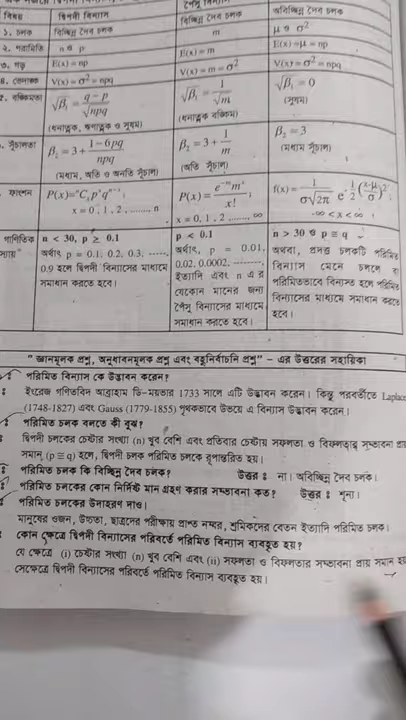 বিষয় দ্বিপদী বিন্যাস পৈঁসু বিন্যাস
১. চলক বিচ্ছিন্ন দৈব চলক বিচ্ছিন্ন দৈব চলক অবিচ্ছিন্ন দৈব চলক
২. পরামিতি n ও p m μ ও σ²
৩. গড় E(x) = np E(x) = m E(x) =μ = np
৪. ভেদাঙ্ক V(x) = σ² = npq V(x) = m = σ² V(x) = σ² = npq
৫. বঙ্কিমতা √β₁ = (q – p)/√npq √β₁ = 1/√m √β₁ = 0
(ধনাত্মক, ঋণাত্মক ও সুষম) (ধনাত্মক বঙ্কিম) (সুষম)
. সূঁচালতা β₂ = 3 + (1–6pq)/npq β₂ = 3 + 1/m β₂ = 3
(মধ্যম, অতি ও অনতি সূঁচাল) (অতি সূঁচাল) (মধ্যম সূঁচাল)
ফাংশন P(x)=ⁿCₓpˣqⁿ⁻ˣ ; P(x) = e⁻ᵐmˣ/x! ; f(x) = 1/(σ√2π) e^–½((x-μ)/σ)² ;
x = 0, 1 , 2 , ........ n x = 0, 1, 2, ....... ∞ -∞ < x < ∞
গাণিতিক n < 30, p ≥ 0.1 p < 0.1 n > 30 ও p ≅ q
অর্থাৎ p = 0.1, 0.2, 0.3, ----- অর্থাৎ, p = 0.01, অথবা, প্রদত্ত চলকটি পরিমিত
0.9 হলে দ্বিপদী বিন্যাসের মাধ্যমে 0.02, 0.0002, -------, বিন্যাস মেনে চললে বা
সমাধান করতে হবে। ইত্যাদি এবং n এ র পরিমিতভাবে বিন্যস্ত হলে পরিমিত
যেকোন মানের জন্য বিন্যাসের মাধ্যমে সমাধান করতে
পৈঁসু বিন্যাসের মাধ্যমে হবে।
সমাধান করতে হবে।
" জ্ঞানমূলক প্রশ্ন, অনুধাবনমূলক প্রশ্ন এবং বহুনির্বাচনি প্রশ্ন" – এর উত্তরের সহায়িকা
ঃ পরিমিত বিন্যাস কে উদ্ভাবন করেন?
ঃ ইংরেজ গণিতবিদ আব্রাহাম ডি–ময়ভার 1733 সালে এটি উদ্ভাবন করেন। কিন্তু পরবর্তীতে Laplace
(1748-1827) এবং Gauss (1779-1855) পৃথকভাবে উভয়ে এ বিন্যাস উদ্ভাবন করেন।
ঃ পরিমিত চলক বলতে কী বুঝ?
দ্বিপদী চলকের চেষ্টার সংখ্যা (n) খুব বেশি এবং প্রতিবার চেষ্টায় সফলতা ও বিফলতার সম্ভাবনা প্রায়
সমান (p ≅ q) হলে, দ্বিপদী চলক পরিমিত চলকে রূপান্তরিত হয়।
ঃ পরিমিত চলক কি বিচ্ছিন্ন দৈব চলক? উত্তর ঃ না। অবিচ্ছিন্ন দৈব চলক।
ঃ পরিমিত চলকের কোন নির্দিষ্ট মান গ্রহণ করার সম্ভাবনা কত? উত্তর ঃ শূন্য।
ঃ পরিমিত চলকের উদাহরণ দাও।
মানুষের ওজন, উচ্চতা, ছাত্রদের পরীক্ষায় প্রাপ্ত নম্বর, শ্রমিকদের বেতন ইত্যাদি পরিমিত চলক।
কোন ক্ষেত্রে দ্বিপদী বিন্যাসের পরিবর্তে পরিমিত বিন্যাস ব্যবহৃত হয়?
যে ক্ষেত্রে (i) চেষ্টার সংখ্যা (n) খুব বেশি এবং (ii) সফলতা ও বিফলতার সম্ভাবনা প্রায় সমান হয়
সেক্ষেত্রে দ্বিপদী বিন্যাসের পরিবর্তে পরিমিত বিন্যাস ব্যবহৃত হয়।